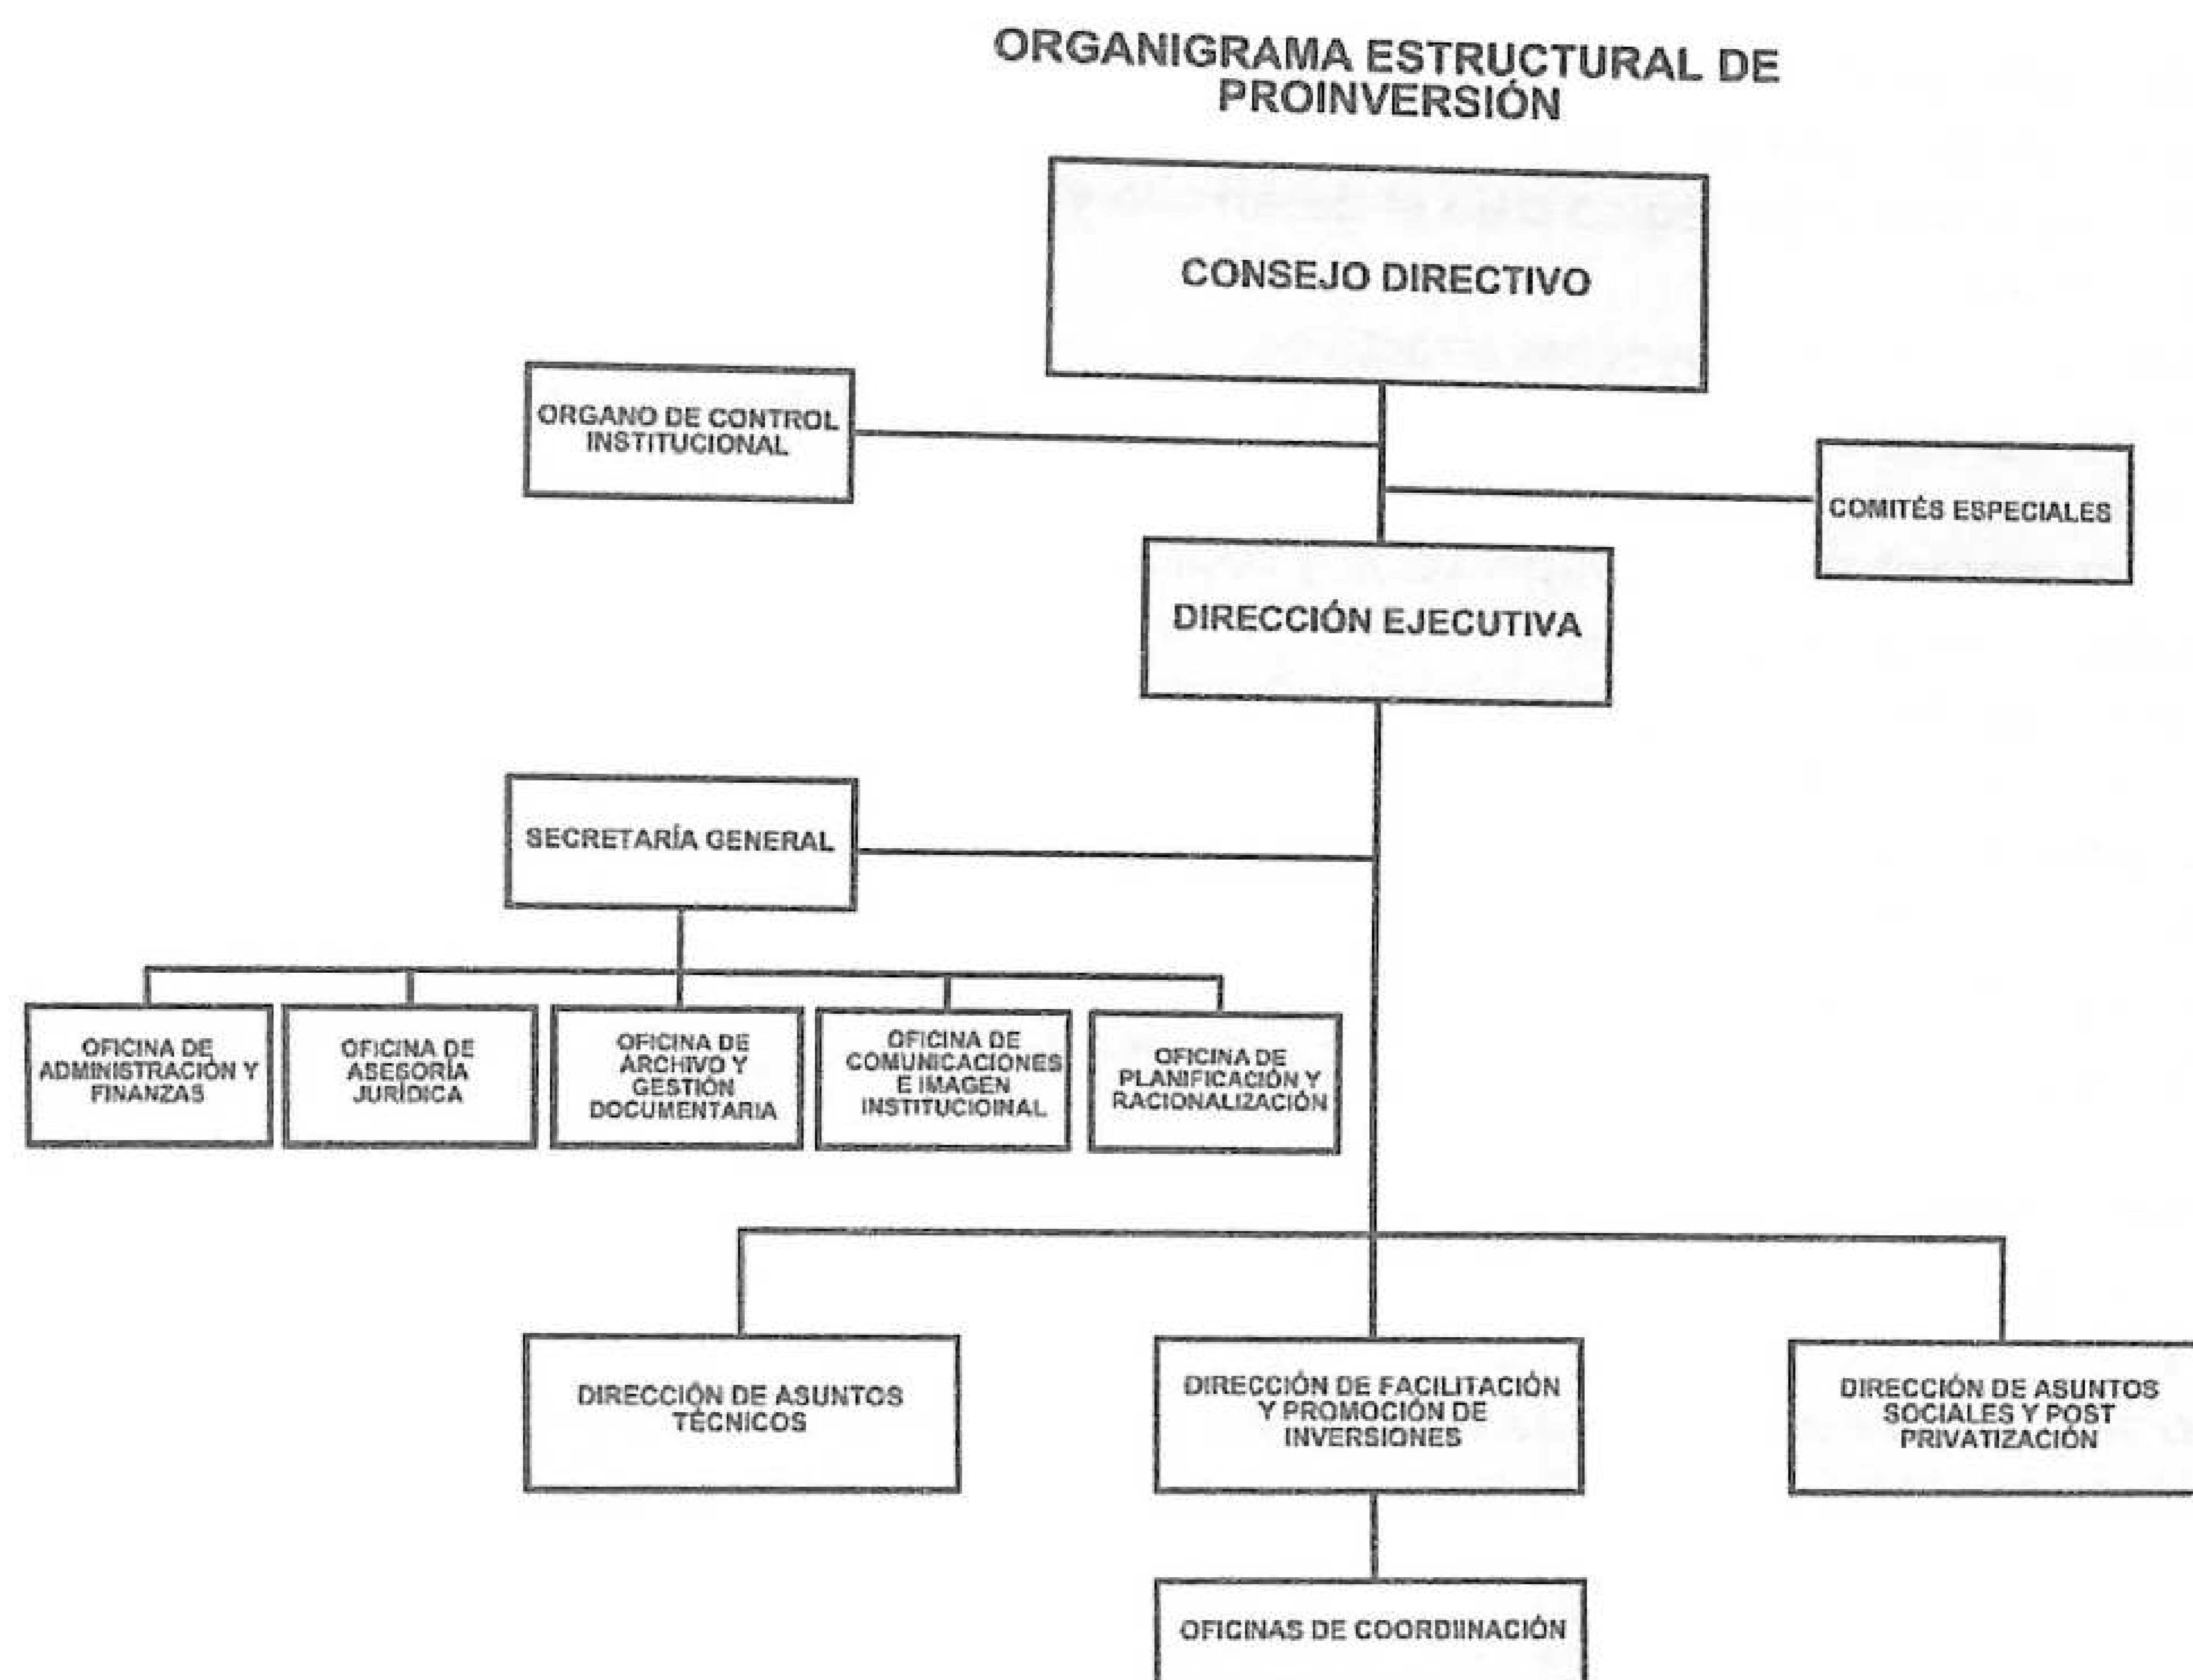 ORGANIGRAMA ESTRUCTURAL DE
PROINVERSIÓN
CONSEJO DIRECTIVO
ORGANO DE CONTROL
INSTITUCIONAL
COMITÉS ESPECIALES
DIRECCIÓN EJECUTIVA
SECRETARÍA GENERAL
OFICINA DE
ADMINISTRACIÓN Y
FINANZAS
OFICINA DE
ASESORÍA
JURÍDICA
OFICINA DE
ARCHIVO Y
GESTIÓN
DOCUMENTARIA
OFICINA DE
COMUNICACIONES
E IMAGEN
INSTITUCIOINAL
OFICINA DE
PLANIFICACIÓN Y
RACIONALIZACIÓN
DIRECCIÓN DE ASUNTOS
TÉCNICOS
DIRECCIÓN DE FACILITACIÓN
Y PROMOCIÓN DE
INVERSIONES
DIRECCIÓN DE ASUNTOS
SOCIALES Y POST
PRIVATIZACIÓN
OFICINAS DE COORDIINACIÓN